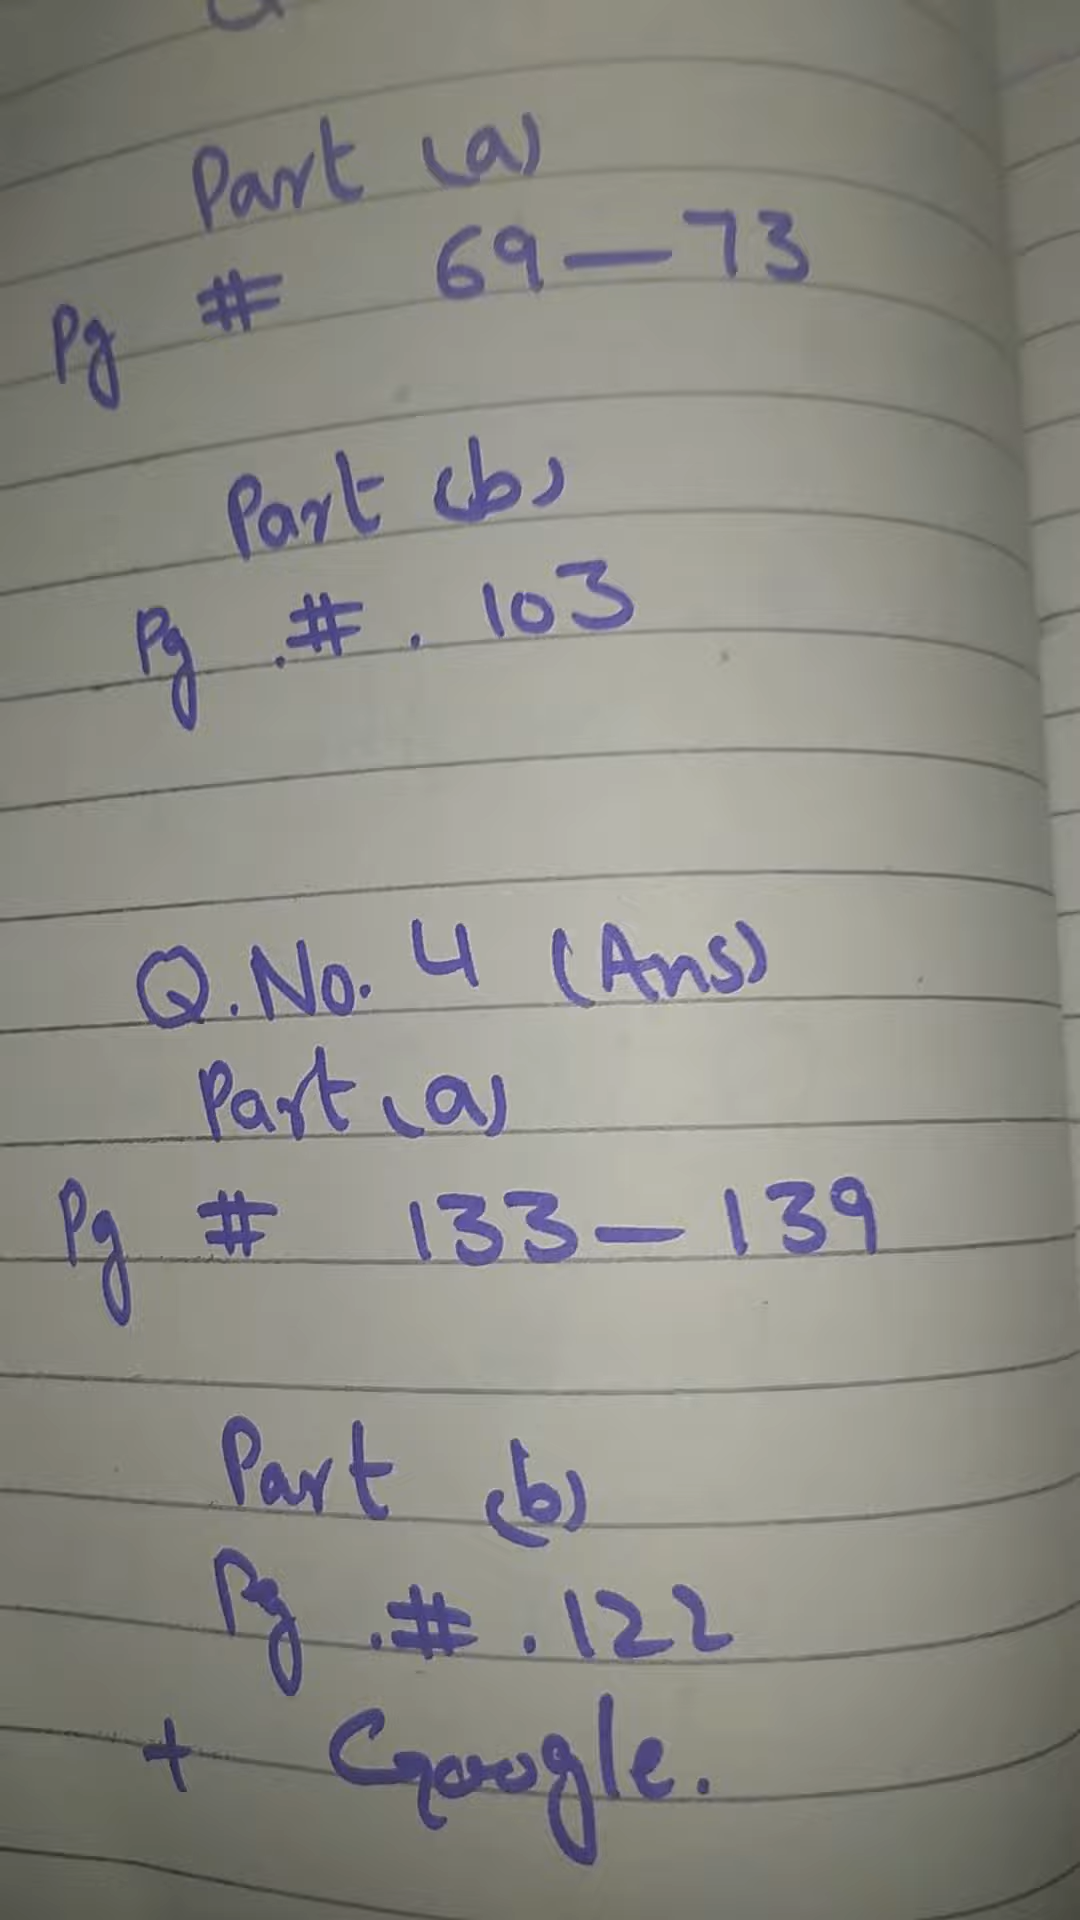 Part (a)
Pg # 69—73
Part (b)
Pg .#. 103
Q.No. 4 (Ans)
Part (a)
Pg # 133—139
Part (b)
Pg .#. 122
+ Google.